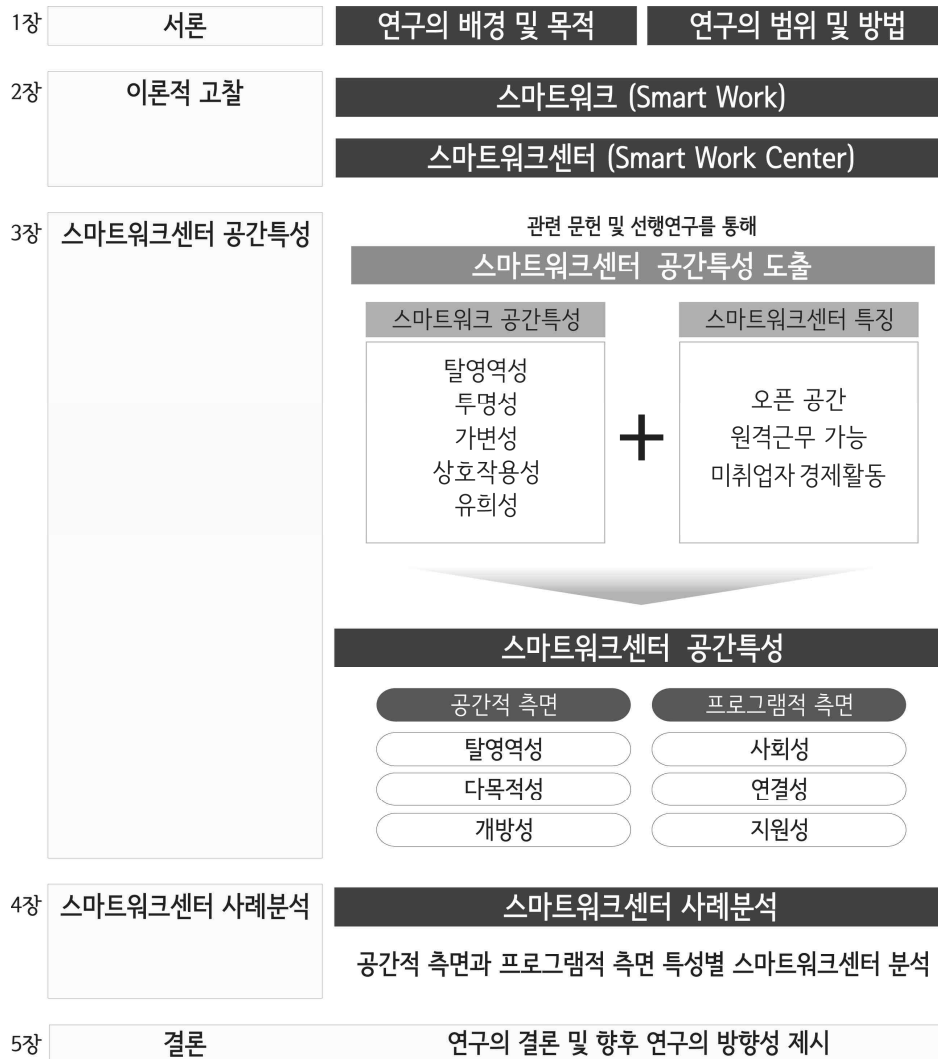 1장 서론 연구의 배경 및 목적 연구의 범위 및 방법
2장 이론적 고찰 스마트워크 (Smart Work)
스마트워크센터 (Smart Work Center)
3장 스마트워크센터 공간특성 관련 문헌 및 선행연구를 통해
스마트워크센터 공간특성 도출
스마트워크 공간특성 스마트워크센터 특징
탈영역성
투명성
가변성
상호작용성
유희성
+
오픈 공간
원격근무 가능
미취업자 경제활동
스마트워크센터 공간특성
공간적 측면 프로그램적 측면
탈영역성 사회성
다목적성 연결성
개방성 지원성
4장 스마트워크센터 사례분석 스마트워크센터 사례분석
공간적 측면과 프로그램적 측면 특성별 스마트워크센터 분석
5장 결론 연구의 결론 및 향후 연구의 방향성 제시